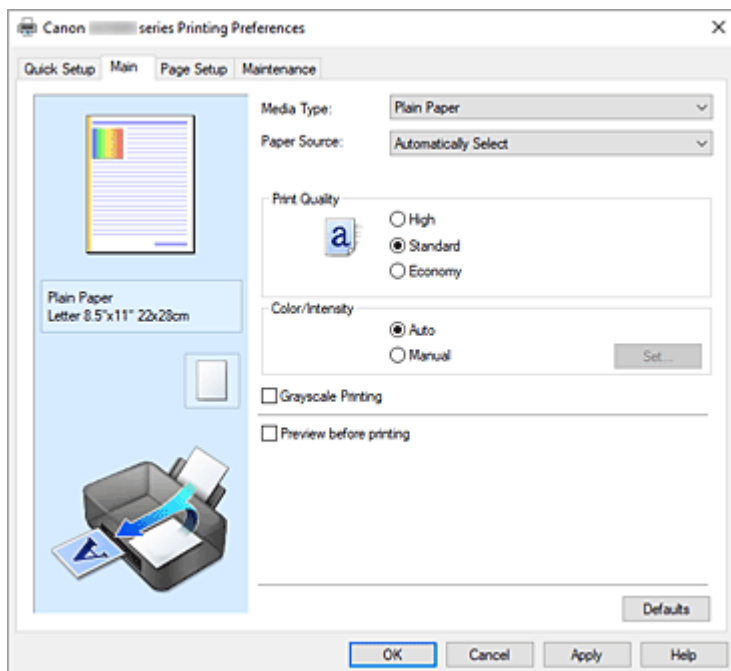 Canon series Printing Preferences
Quick Setup Main Page Setup Maintenance
Media Type: Plain Paper
Paper Source: Automatically Select
Print Quality
a
High
Standard
Economy
Plain Paper
Letter 8.5"x11" 22x28cm
Color/Intensity
Auto
Manual
Set...
Grayscale Printing
Preview before printing
A
Defaults
OK Cancel Apply Help